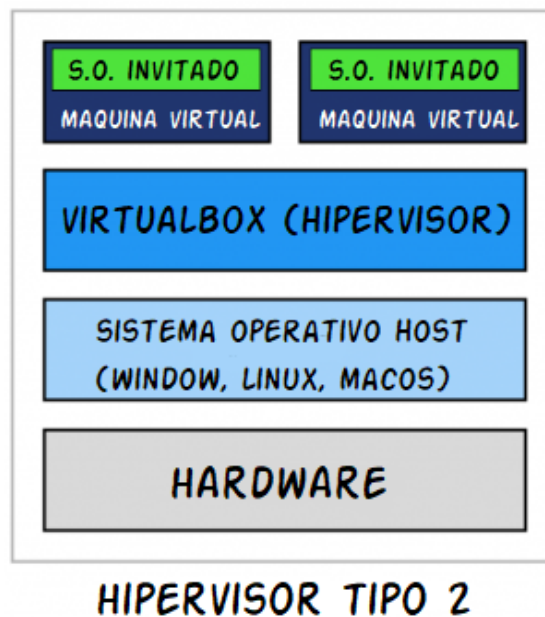 S.O. INVITADO
MAQUINA VIRTUAL
S.O. INVITADO
MAQUINA VIRTUAL
VIRTUALBOX (HIPERVISOR)
SISTEMA OPERATIVO HOST
(WINDOW, LINUX, MACOS)
HARDWARE
HIPERVISOR TIPO 2